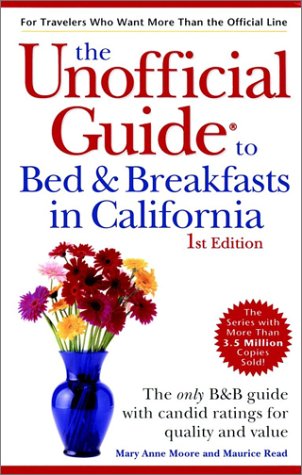 For Travelers Who Want More Than the Official Line
the
Unofficial
Guide® to
Bed & Breakfasts
in California
1st Edition
The
Series with
More Than
3.5 Million
Copies
Sold!
The only B&B guide
with candid ratings for
quality and value
Mary Anne Moore and Maurice Read